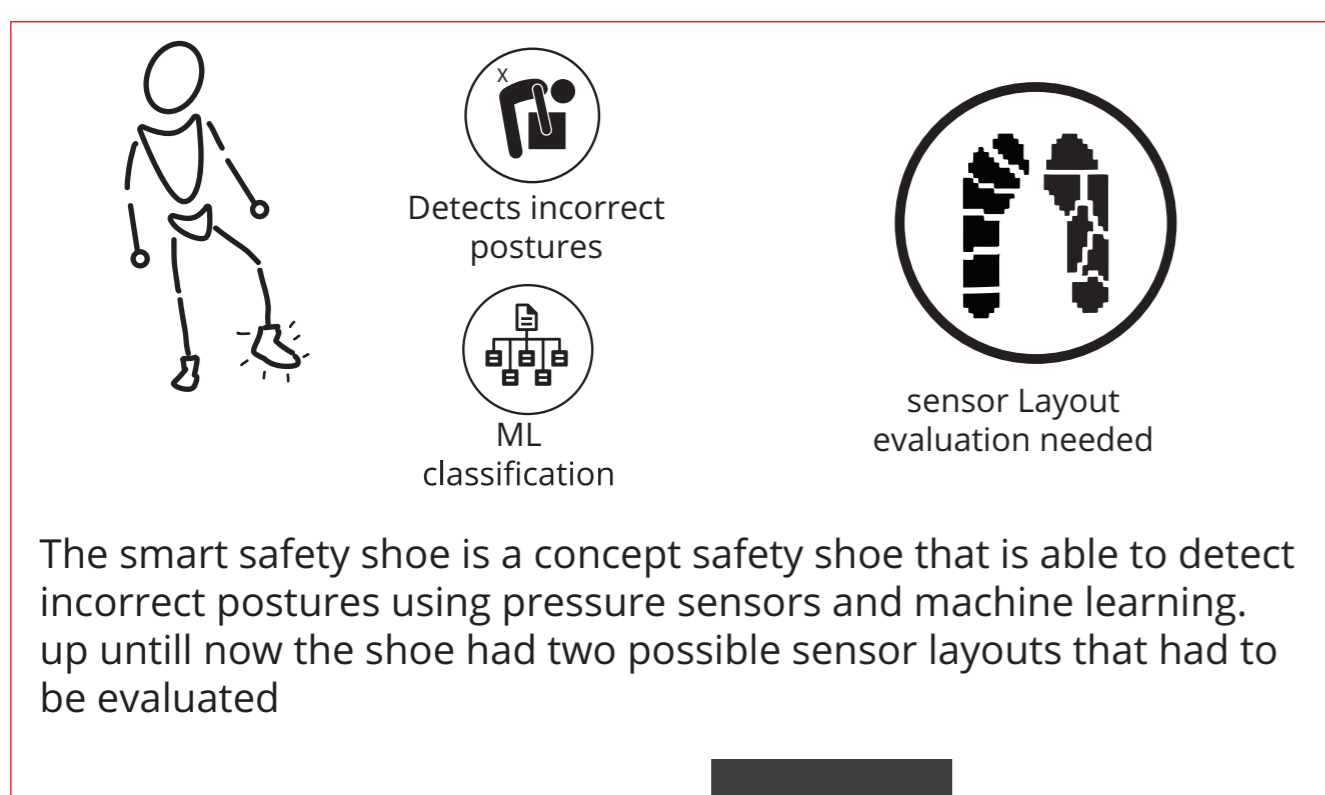 X
Detects incorrect
postures
ML
classification
sensor Layout
evaluation needed
The smart safety shoe is a concept safety shoe that is able to detect
incorrect postures using pressure sensors and machine learning.
up untill now the shoe had two possible sensor layouts that had to
be evaluated